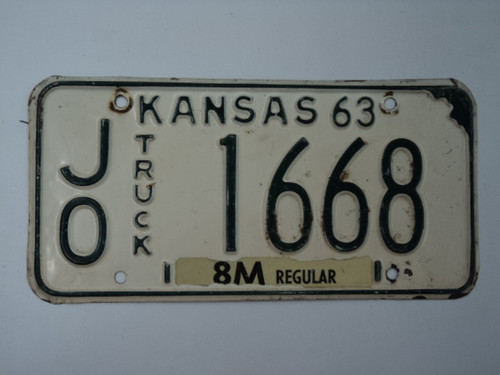 KANSAS 63
JO
TRUCK
1668
8M REGULAR